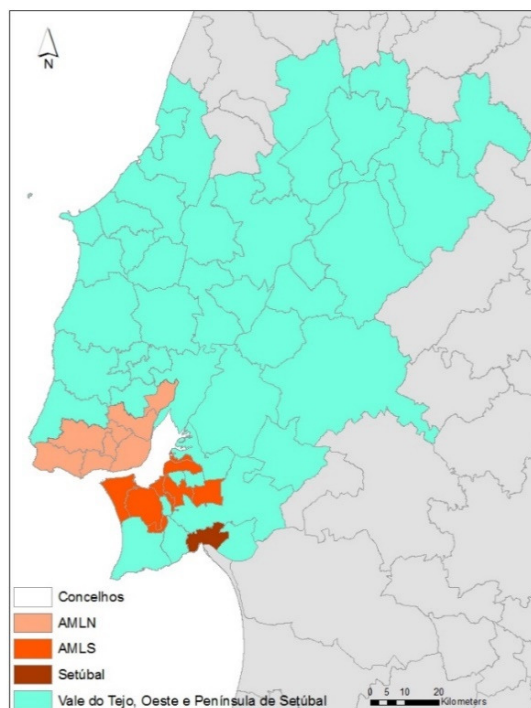 N
Concelhos
AMLN
AMLS
Setúbal
Vale do Tejo, Oeste e Península de Setúbal
0 5 10 20
Kilometers